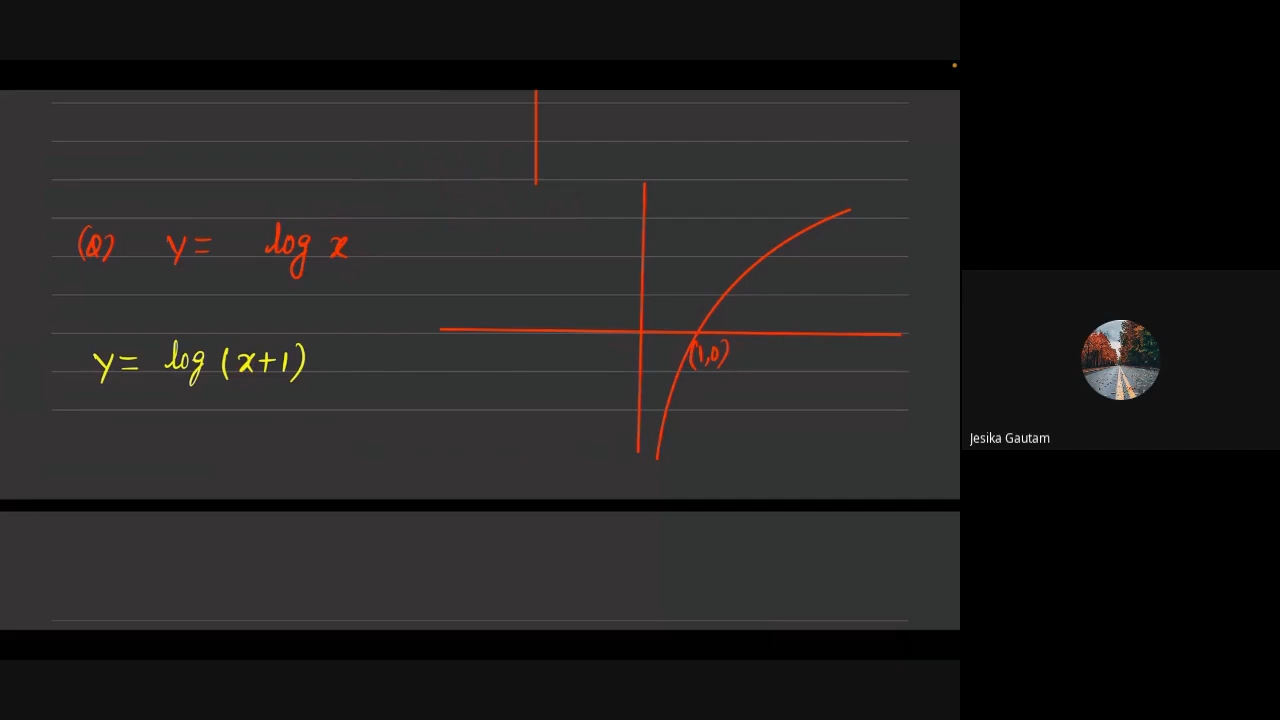 (Q) y = log x
(1,0)
y = log (x+1)
Jesika Gautam